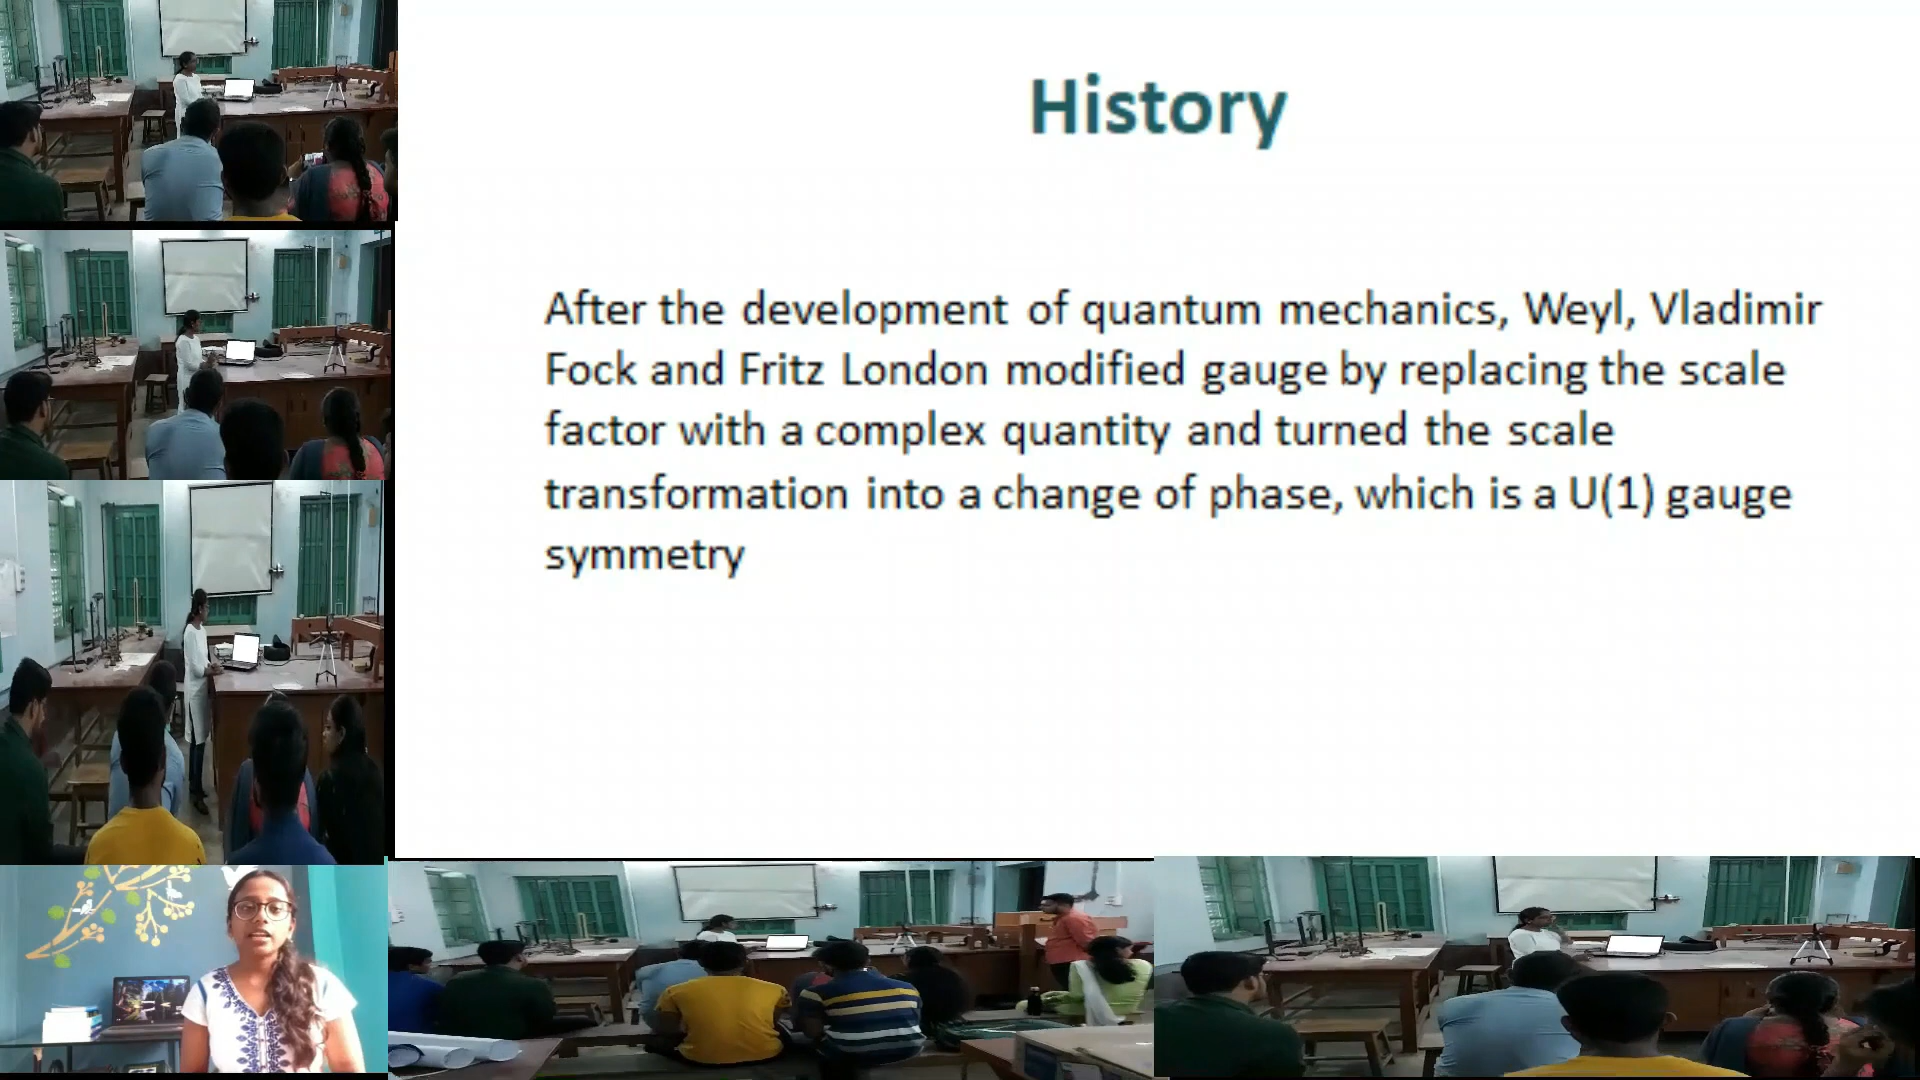 History
After the development of quantum mechanics, Weyl, Vladimir
Fock and Fritz London modified gauge by replacing the scale
factor with a complex quantity and turned the scale
transformation into a change of phase, which is a U(1) gauge
symmetry